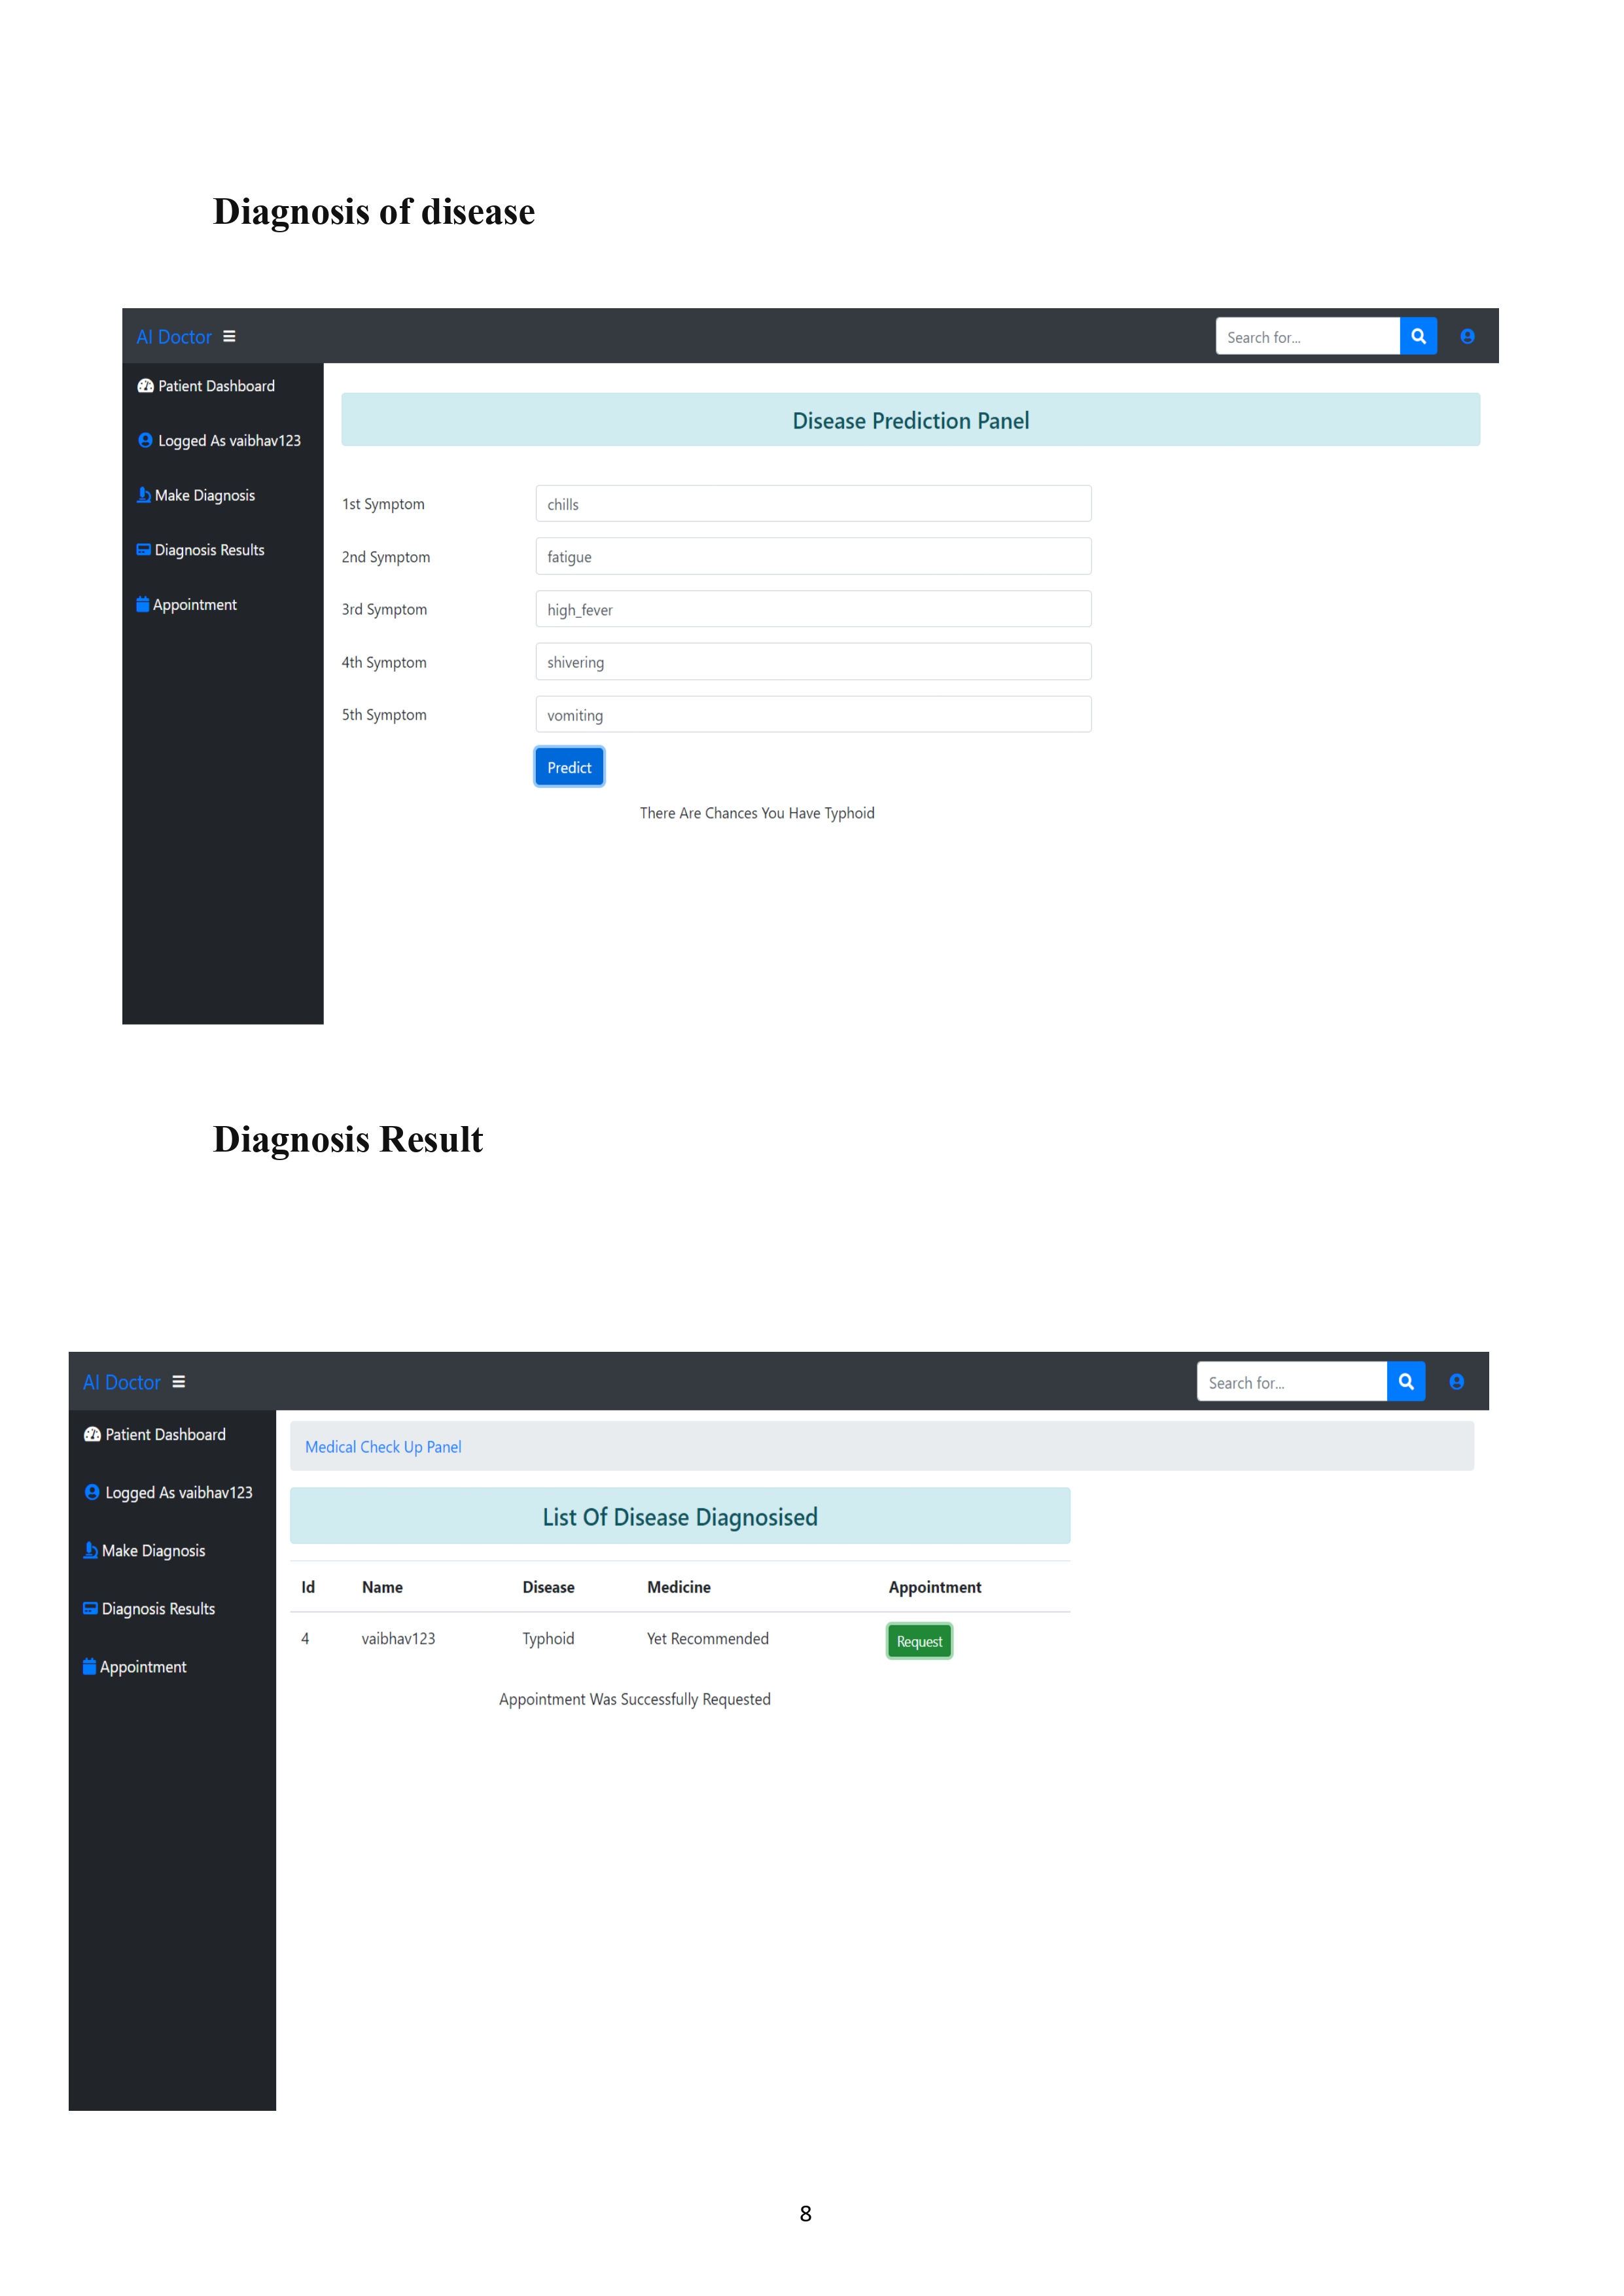 Diagnosis of disease
AI Doctor
Search for...
Patient Dashboard
Disease Prediction Panel
Logged As vaibhav123
Make Diagnosis
1st Symptom chills
Diagnosis Results
2nd Symptom fatigue
Appointment
3rd Symptom high_fever
4th Symptom shivering
5th Symptom vomiting
Predict
There Are Chances You Have Typhoid
Diagnosis Result
AI Doctor
Search for...
Patient Dashboard
Medical Check Up Panel
Logged As vaibhav123
List Of Disease Diagnosised
Make Diagnosis
Id Name Disease Medicine Appointment
Diagnosis Results
4 vaibhav123 Typhoid Yet Recommended Request
Appointment
Appointment Was Successfully Requested
8